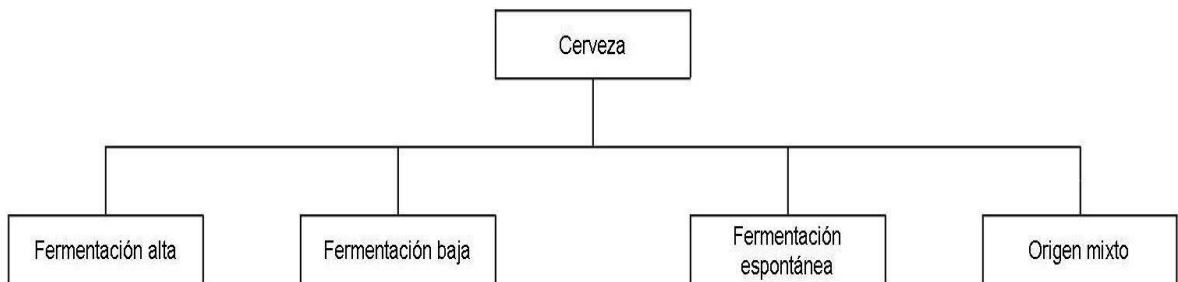 Cerveza
Fermentación alta
Fermentación baja
Fermentación
espontánea
Origen mixto